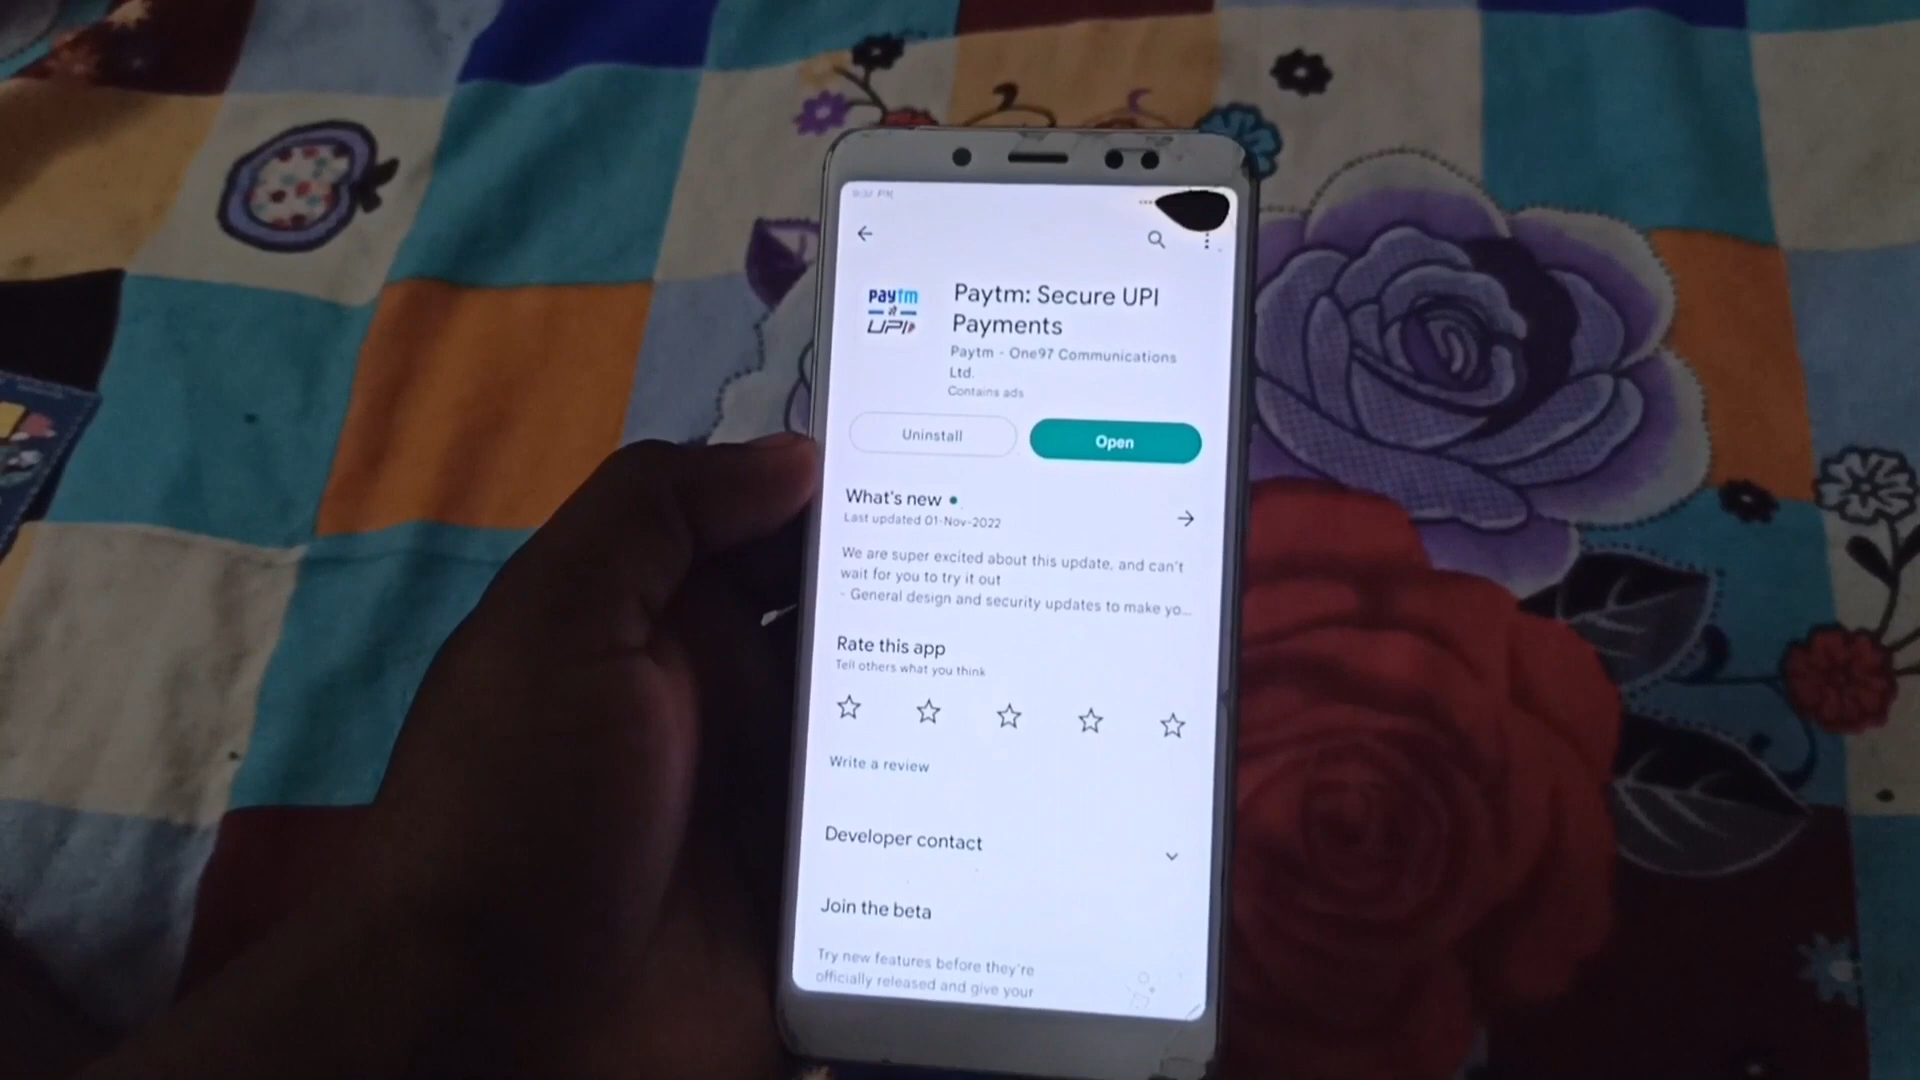 Paytm: Secure UPI
Payments
paytm
से
UPI
Paytm - One97 Communications
Ltd.
Contains ads
Uninstall
Open
What's new
Last updated 01-Nov-2022
We are super excited about this update, and can't
wait for you to try it out
- General design and security updates to make yo...
Rate this app
Tell others what you think
Write a review
Developer contact
Join the beta
Try new features before they're
officially released and give your